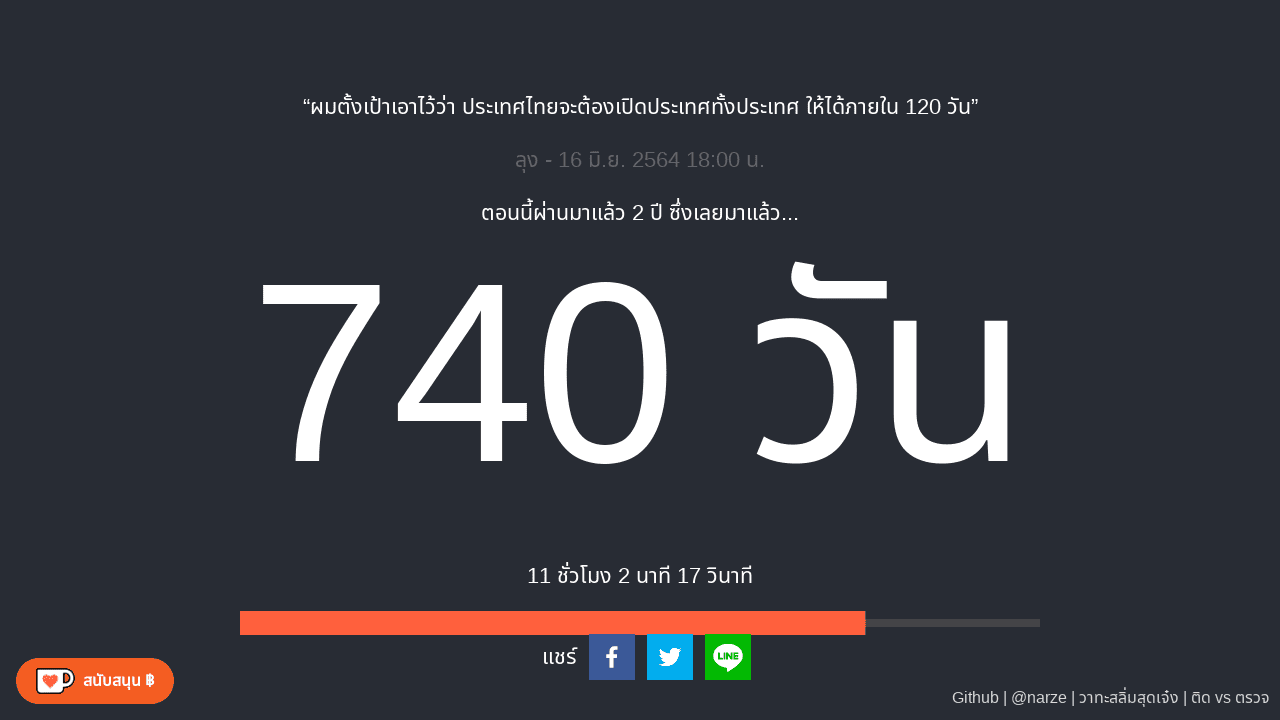 “ผมตั้งเป้าเอาไว้ว่า ประเทศไทยจะต้องเปิดประเทศทั้งประเทศ ให้ได้ภายใน 120 วัน”
ลุง - 16 มิ.ย. 2564 18:00 น.
ตอนนี้ผ่านมาแล้ว 2 ปี ซึ่งเลยมาแล้ว...
740 วัน
11 ชั่วโมง 2 นาที 17 วินาที
แชร์
LINE
สนับสนุน ฿
Github | @narze | วาทะสลิ่มสุดเจ๋ง | ติด vs ตรวจ